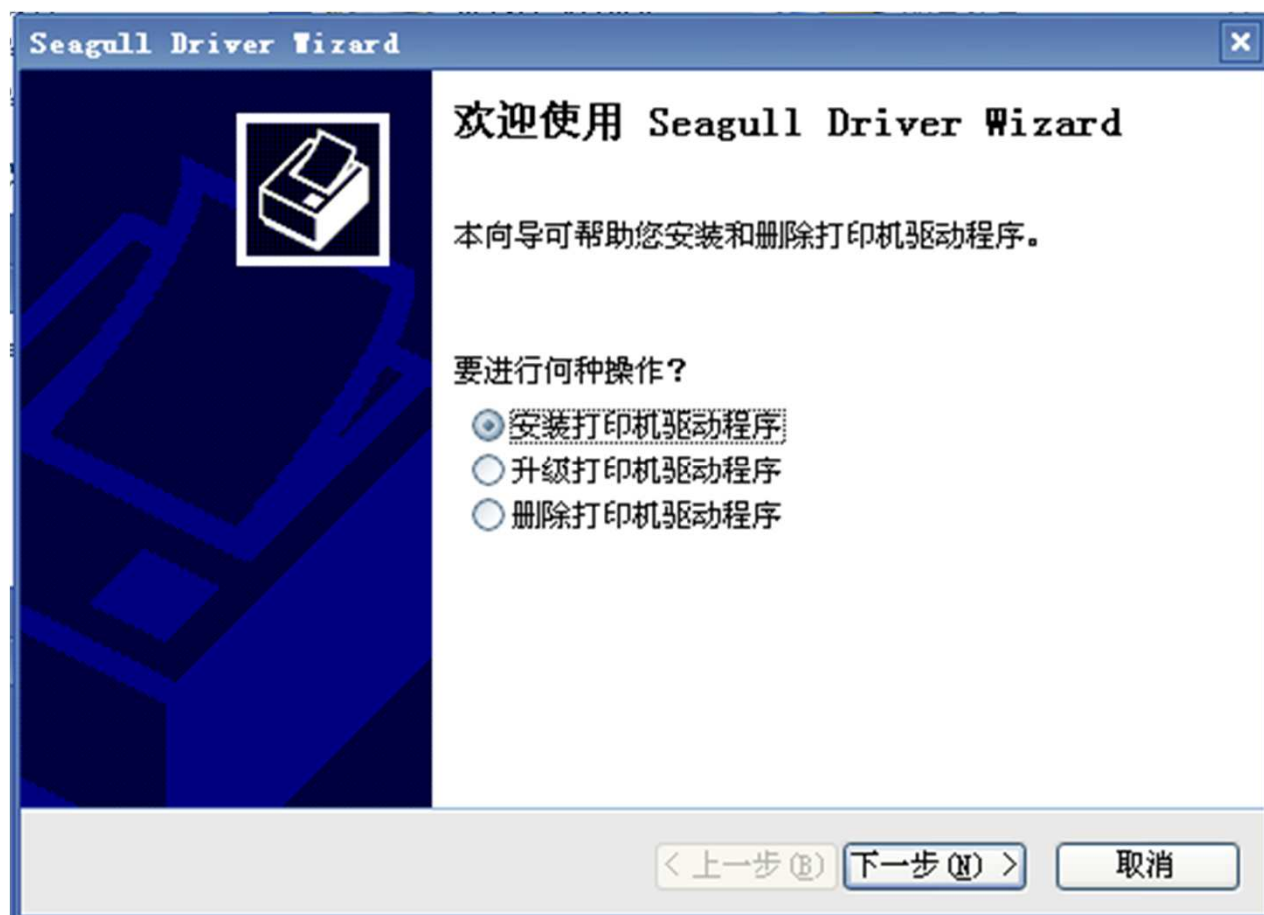 Seagull Driver Wizard
欢迎使用 Seagull Driver Wizard
本向导可帮助您安装和删除打印机驱动程序。
要进行何种操作?
安装打印机驱动程序
升级打印机驱动程序
删除打印机驱动程序
< 上一步(B) 下一步(N) > 取消